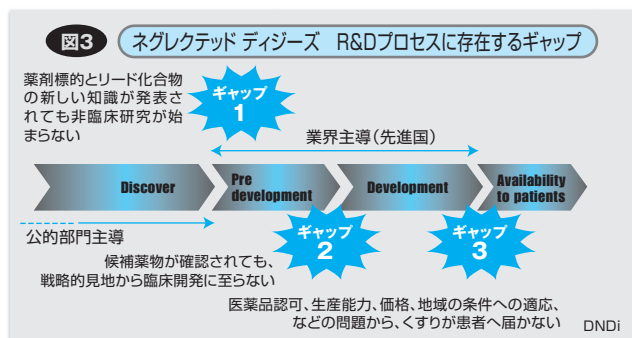 図3
ネグレクテッド ディジーズ R&Dプロセスに存在するギャップ
薬剤標的とリード化合物
の新しい知識が発表さ
れても非臨床研究が始
まらない
ギャップ
1
業界主導(先進国)
Discover
Pre
development
Development
Availability
to patients
公的部門主導
ギャップ
2
ギャップ
3
候補薬物が確認されても、
戦略的見地から臨床開発に至らない
医薬品認可、生産能力、価格、地域の条件への適応、
などの問題から、くすりが患者へ届かない
DNDi